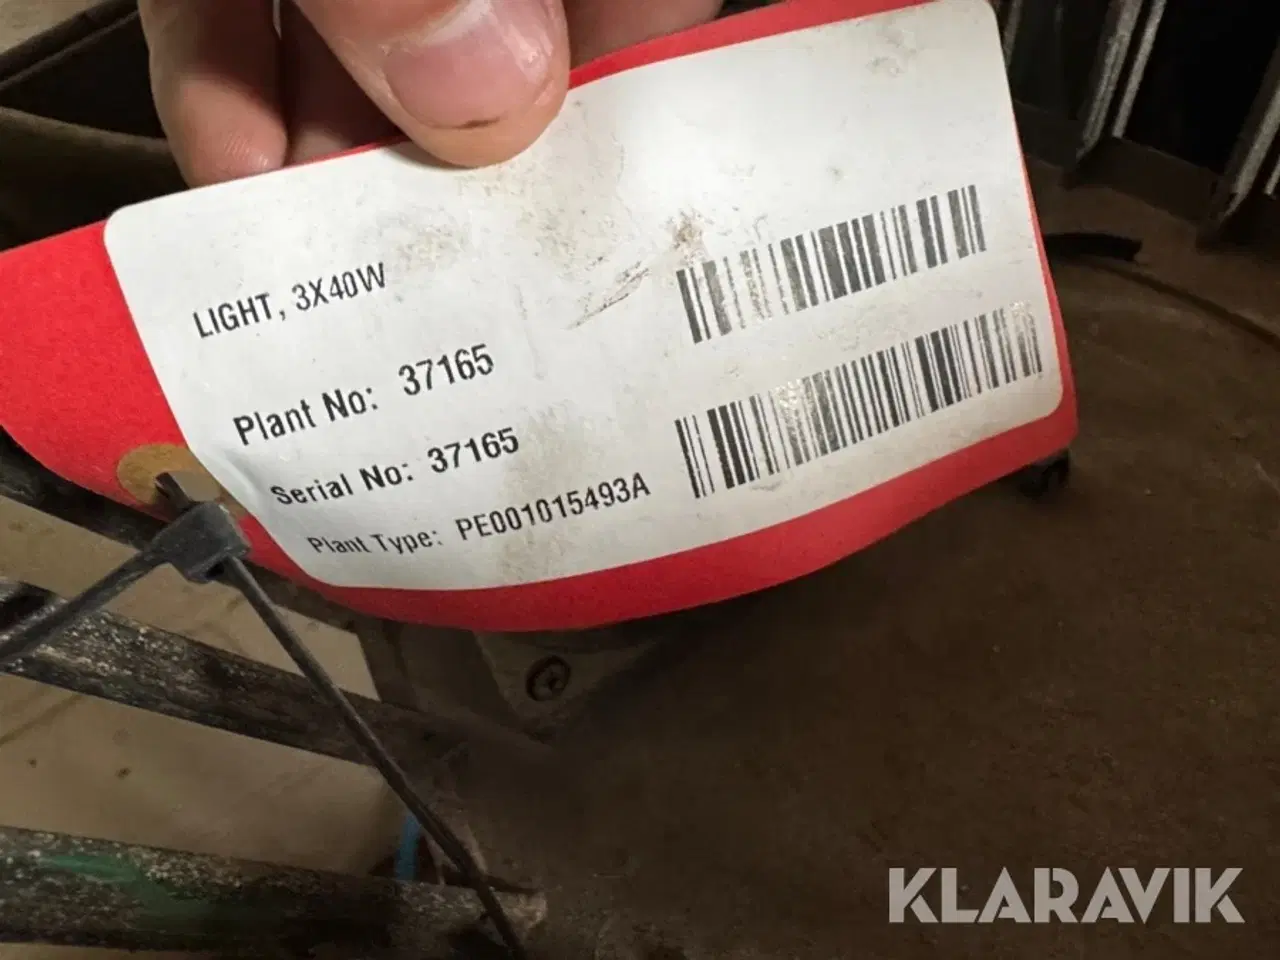 LIGHT, 3X40W
Plant No: 37165
Serial No: 37165
Plant Type: PE001015493A
KLARAVIK